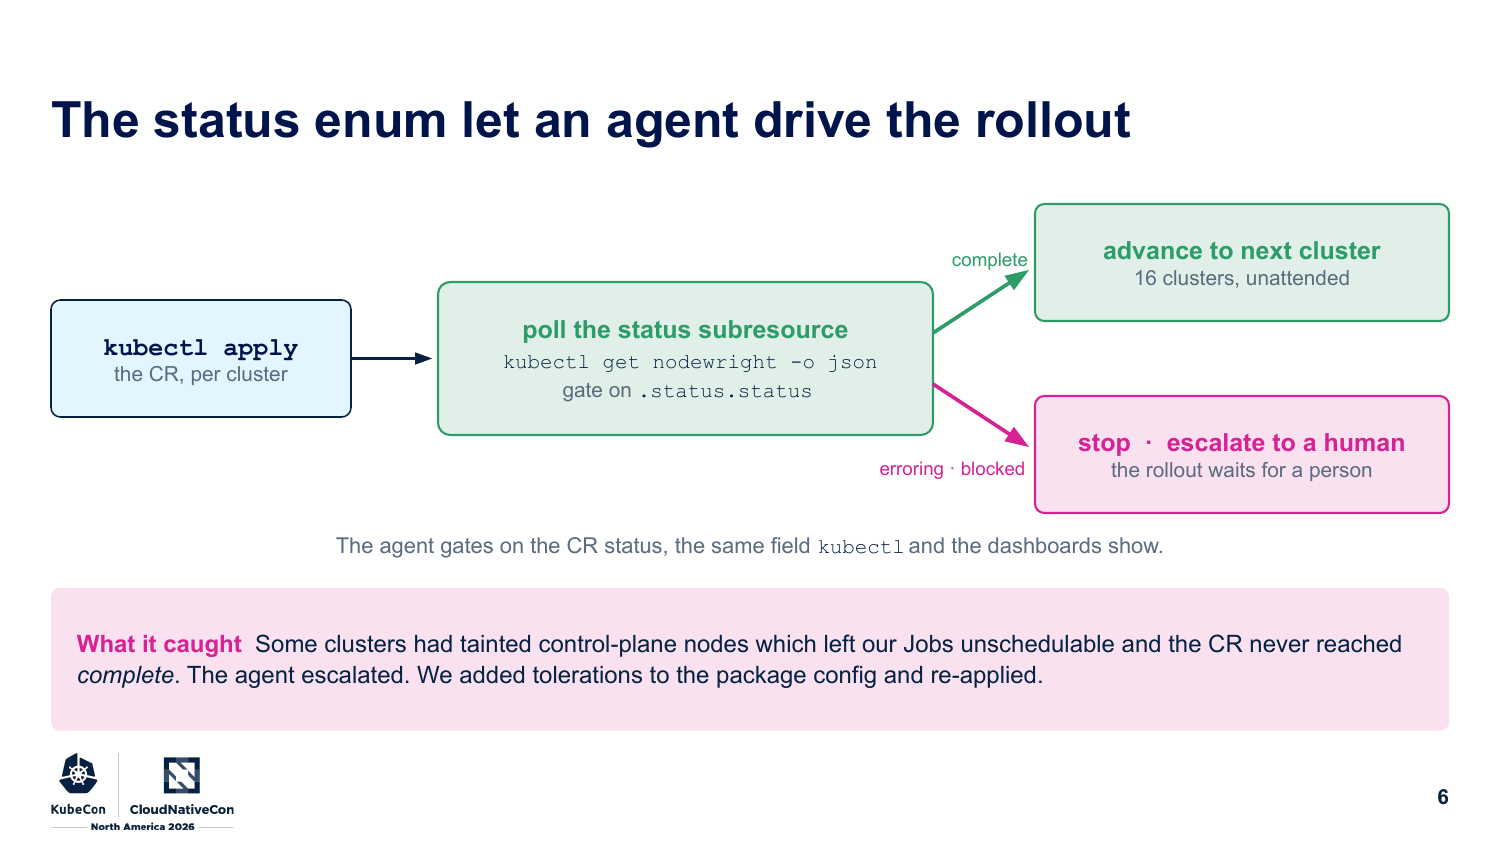 The status enum let an agent drive the rollout
kubectl apply
the CR, per cluster
poll the status subresource
kubectl get nodewright -o json
gate on .status.status
complete
advance to next cluster
16 clusters, unattended
erroring · blocked
stop · escalate to a human
the rollout waits for a person
The agent gates on the CR status, the same field kubectl and the dashboards show.
What it caught Some clusters had tainted control-plane nodes which left our Jobs unschedulable and the CR never reached
complete. The agent escalated. We added tolerations to the package config and re-applied.
KubeCon
CloudNativeCon
North America 2026
6